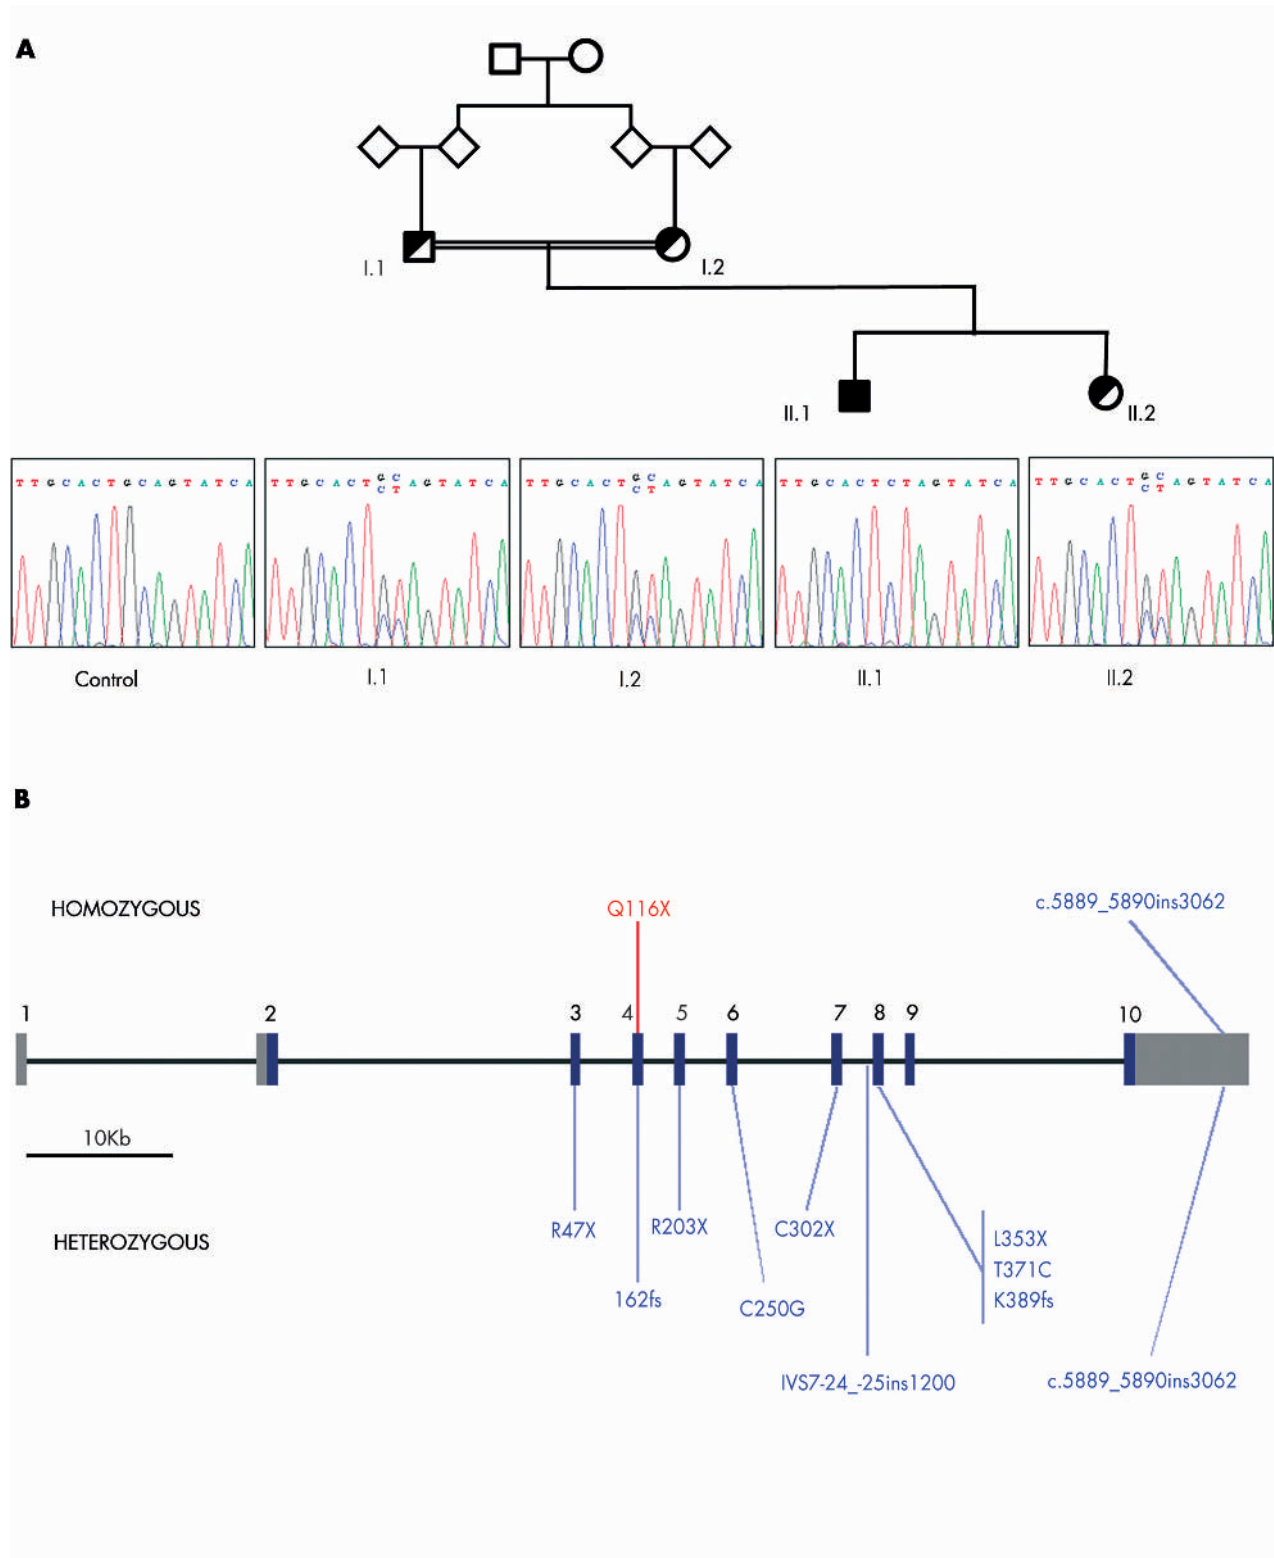 A
I.1
I.2
II.1
II.2
T T G C A C T G C A G T A T C A
T T G C A C T G C A G T A T C A
C T
T T G C A C T G C A G T A T C A
C T
T T G C A C T C T A G T A T C A
T T G C A C T G C A G T A T C A
C T
Control
I.1
I.2
II.1
II.2
B
HOMOZYGOUS
Q116X
c.5889_5890ins3062
1
2
3
4
5
6
7
8
9
10
10Kb
HETEROZYGOUS
R47X
R203X
C302X
L353X
T371C
K389fs
162fs
C250G
IVS7-24_-25ins1200
c.5889_5890ins3062